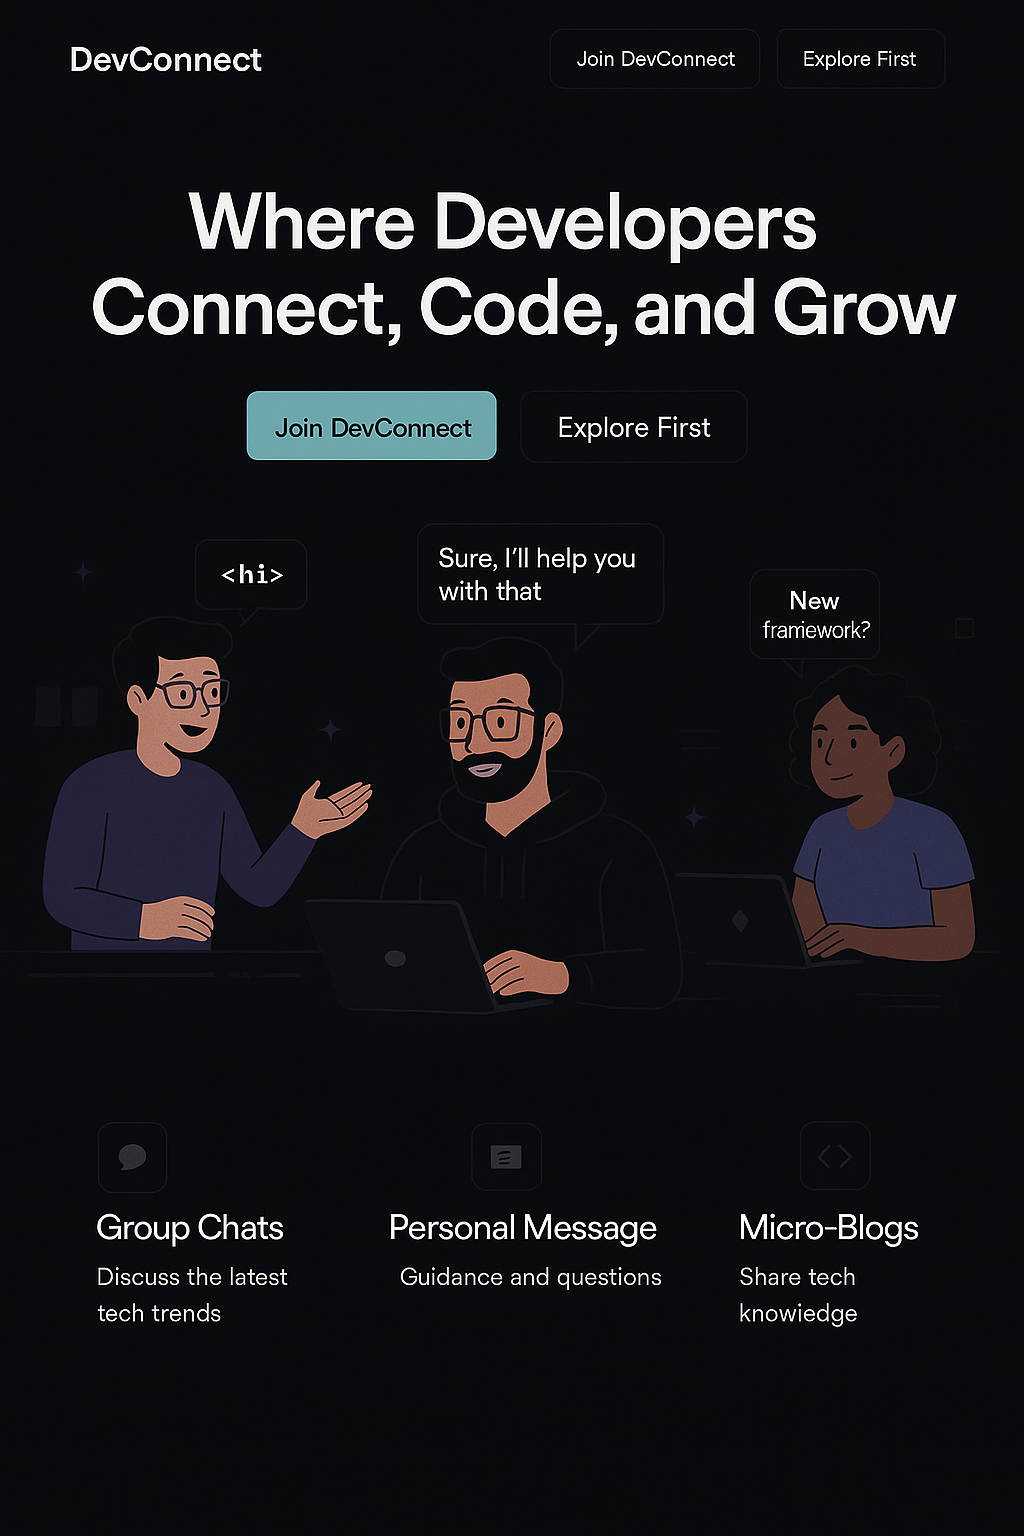 DevConnect
Join DevConnect
Explore First
Where Developers
Connect, Code, and Grow
Join DevConnect
Explore First
<hi>
Sure, I'll help you
with that
New
framework?
Group Chats
Discuss the latest
tech trends
Personal Message
Guidance and questions
Micro-Blogs
Share tech
knowiedge